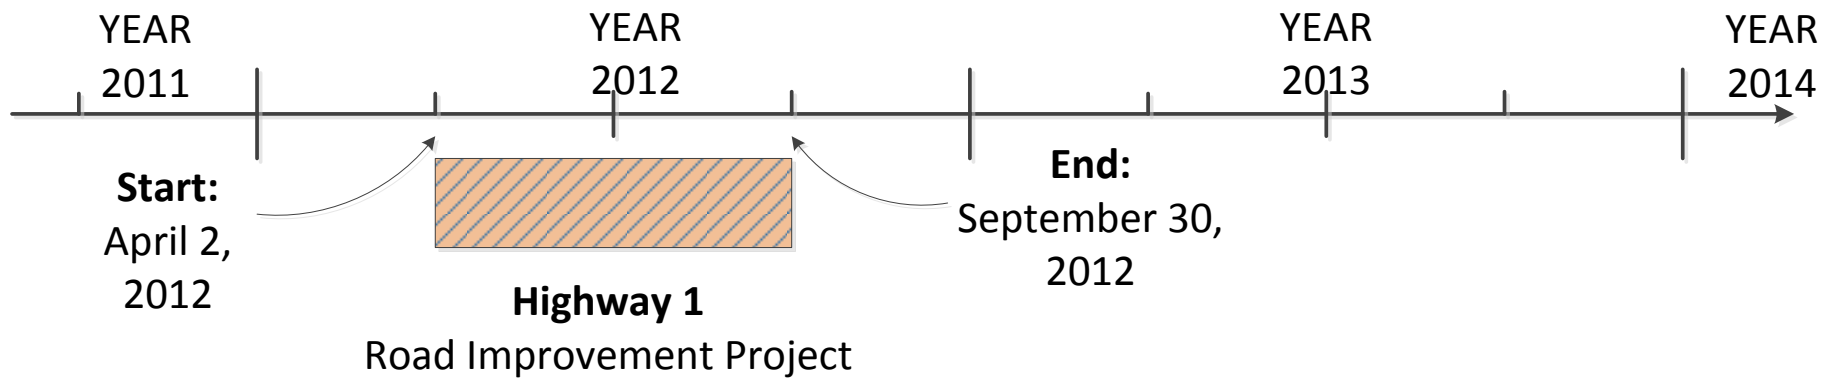 YEAR
2011
YEAR
2012
YEAR
2013
YEAR
2014
Start:
April 2,
2012
End:
September 30,
2012
Highway 1
Road Improvement Project